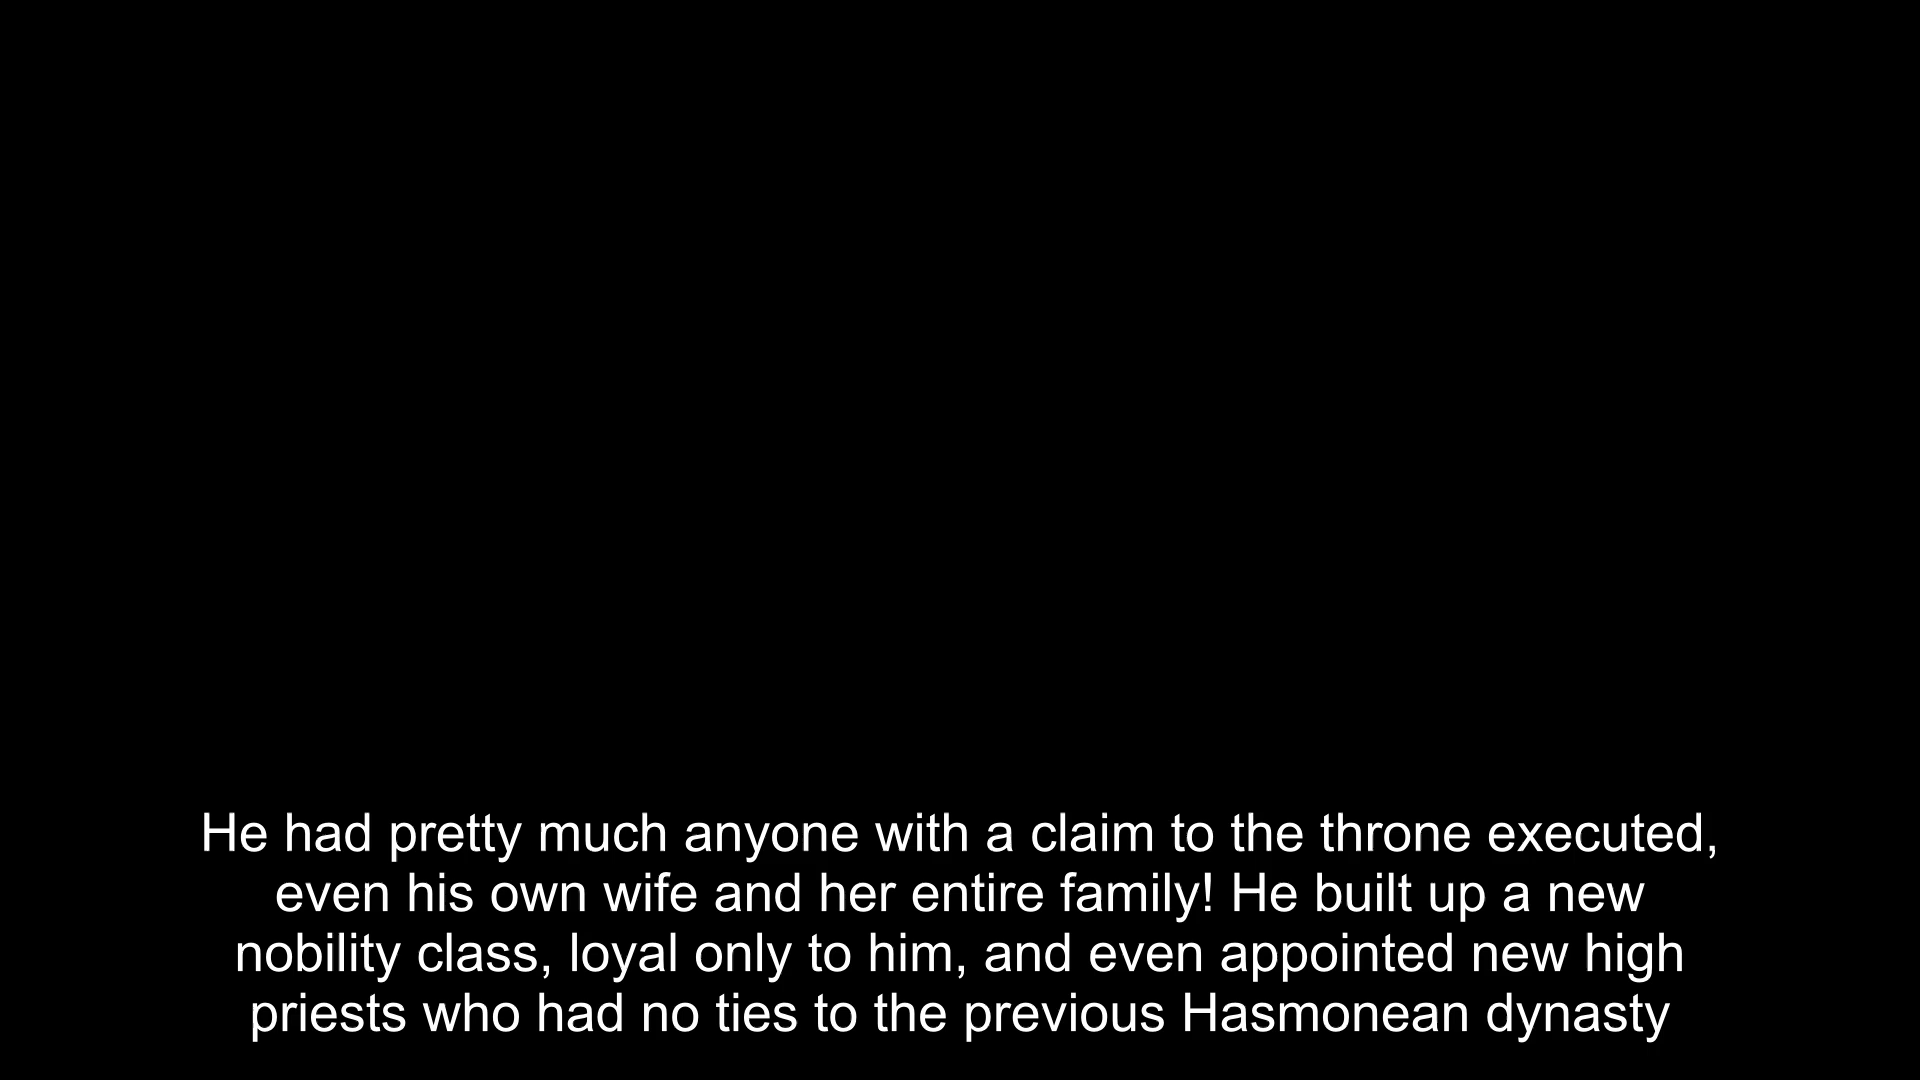 He had pretty much anyone with a claim to the throne executed,
even his own wife and her entire family! He built up a new
nobility class, loyal only to him, and even appointed new high
priests who had no ties to the previous Hasmonean dynasty